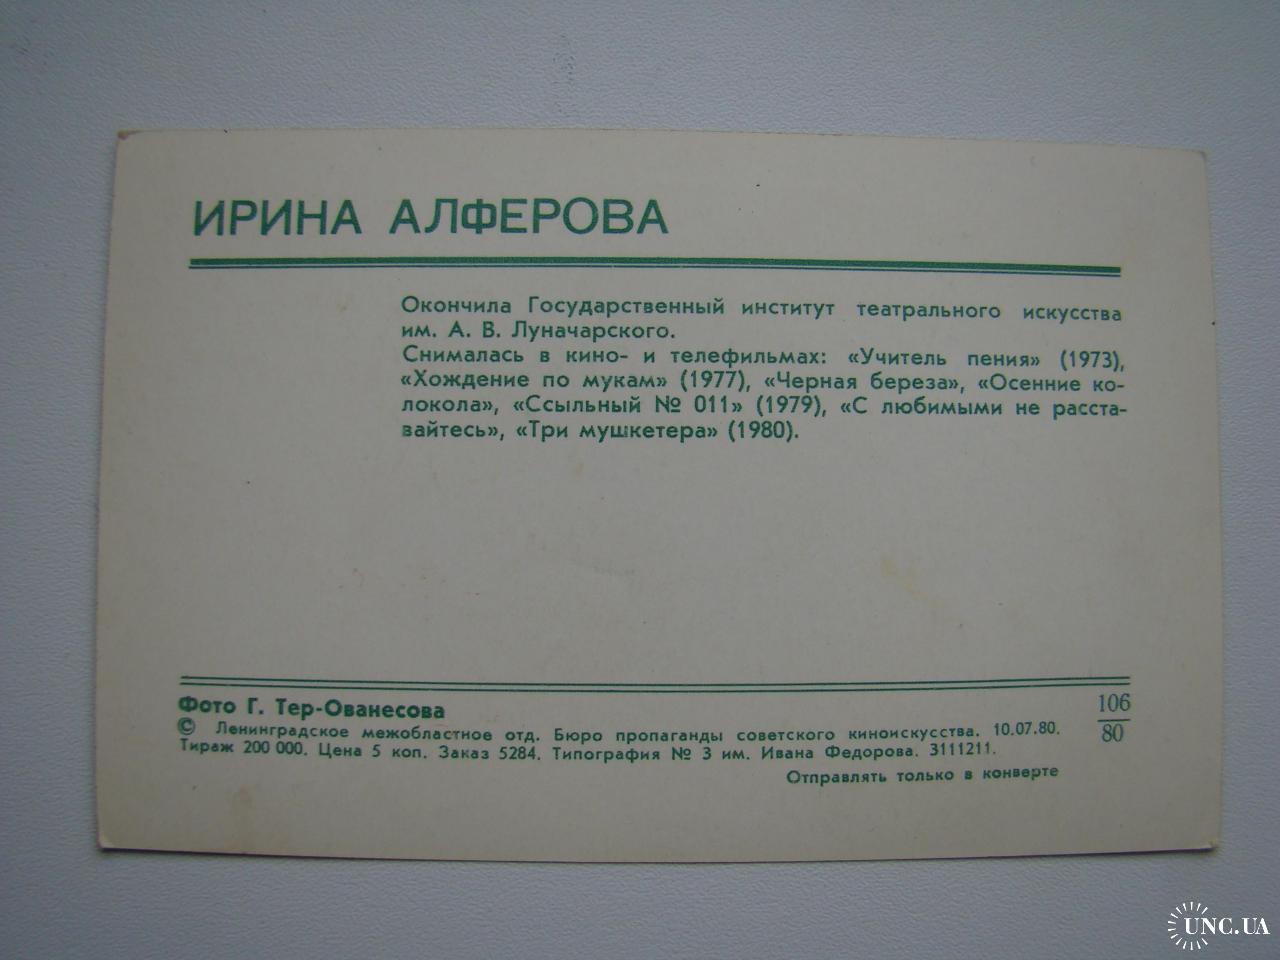 ИРИНА АЛФЕРОВА
Окончила Государственный институт театрального искусства
им. А. В. Луначарского.
Снималась в кино- и телефильмах: «Учитель пения» (1973),
«Хождение по мукам» (1977), «Черная береза», «Осенние ко-
локола», «Ссыльный № 011» (1979), «С любимыми не расста-
вайтесь», «Три мушкетера» (1980).
Фото Г. Тер-Ованесова
© Ленинградское межобластное отд. Бюро пропаганды советского киноискусства. 10.07.80.
Тираж 200 000. Цена 5 коп. Заказ 5284. Типография № 3 им. Ивана Федорова. 3111211.
Отправлять только в конверте
106
80
UNC.UA